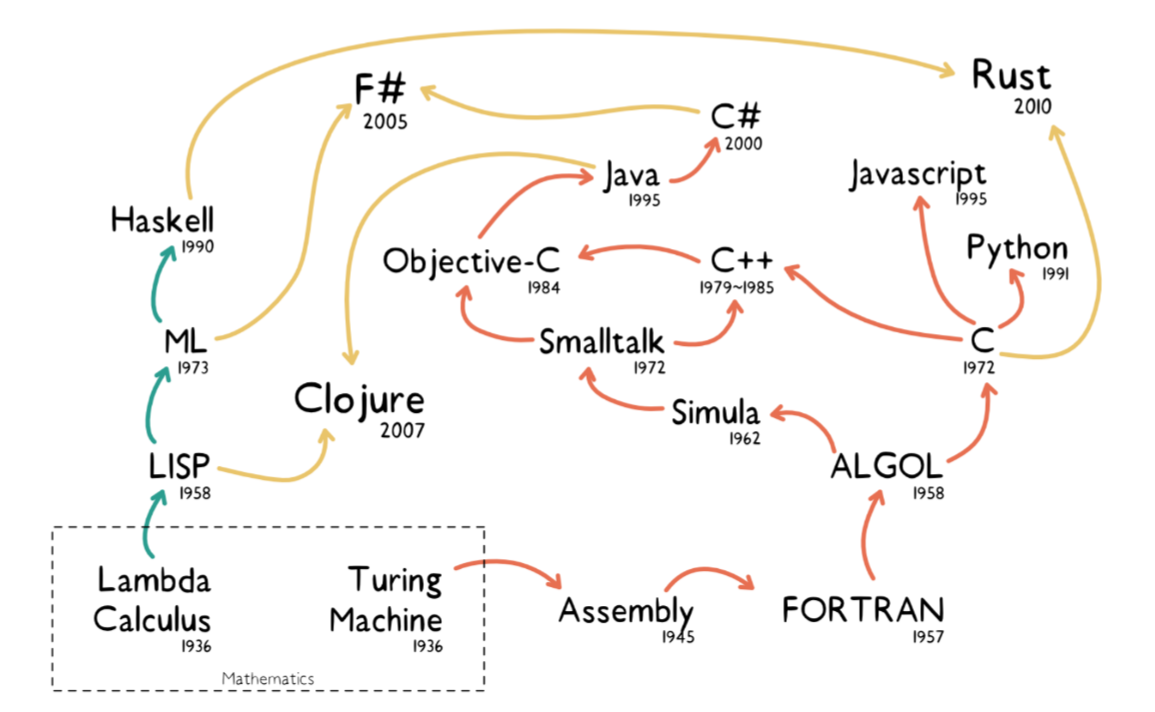 Rust
2010
F#
2005
C#
2000
Java
1995
Javascript
1995
Haskell
1990
Python
1991
Objective-C
1984
C++
1979~1985
ML
1973
Smalltalk
1972
C
1972
Clojure
2007
Simula
1962
LISP
1958
ALGOL
1958
Lambda
Calculus
1936
Turing
Machine
1936
Assembly
1945
FORTRAN
1957
Mathematics